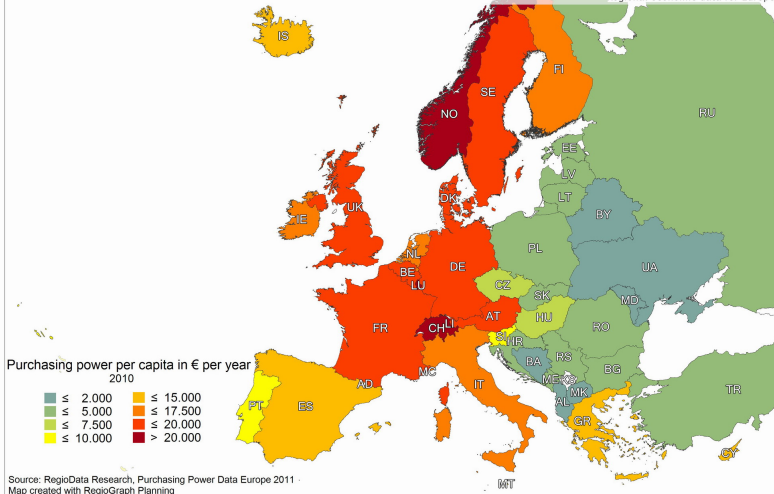 IS
FI
SE
NO
RU
EE
LV
LT
DK
UK
IE
BY
NL
PL
DE
UA
BE
LU
CZ
SK
MD
AT
HU
FR
CH
LI
SI
HR
RO
BA
RS
BG
MC
AD
IT
ME
MK
AL
TR
PT
ES
GR
CY
MT
Purchasing power per capita in € per year
2010
≤ 2.000
≤ 5.000
≤ 7.500
≤ 10.000
≤ 15.000
≤ 17.500
≤ 20.000
> 20.000
Source: RegioData Research, Purchasing Power Data Europe 2011
Map created with RegioGraph Planning